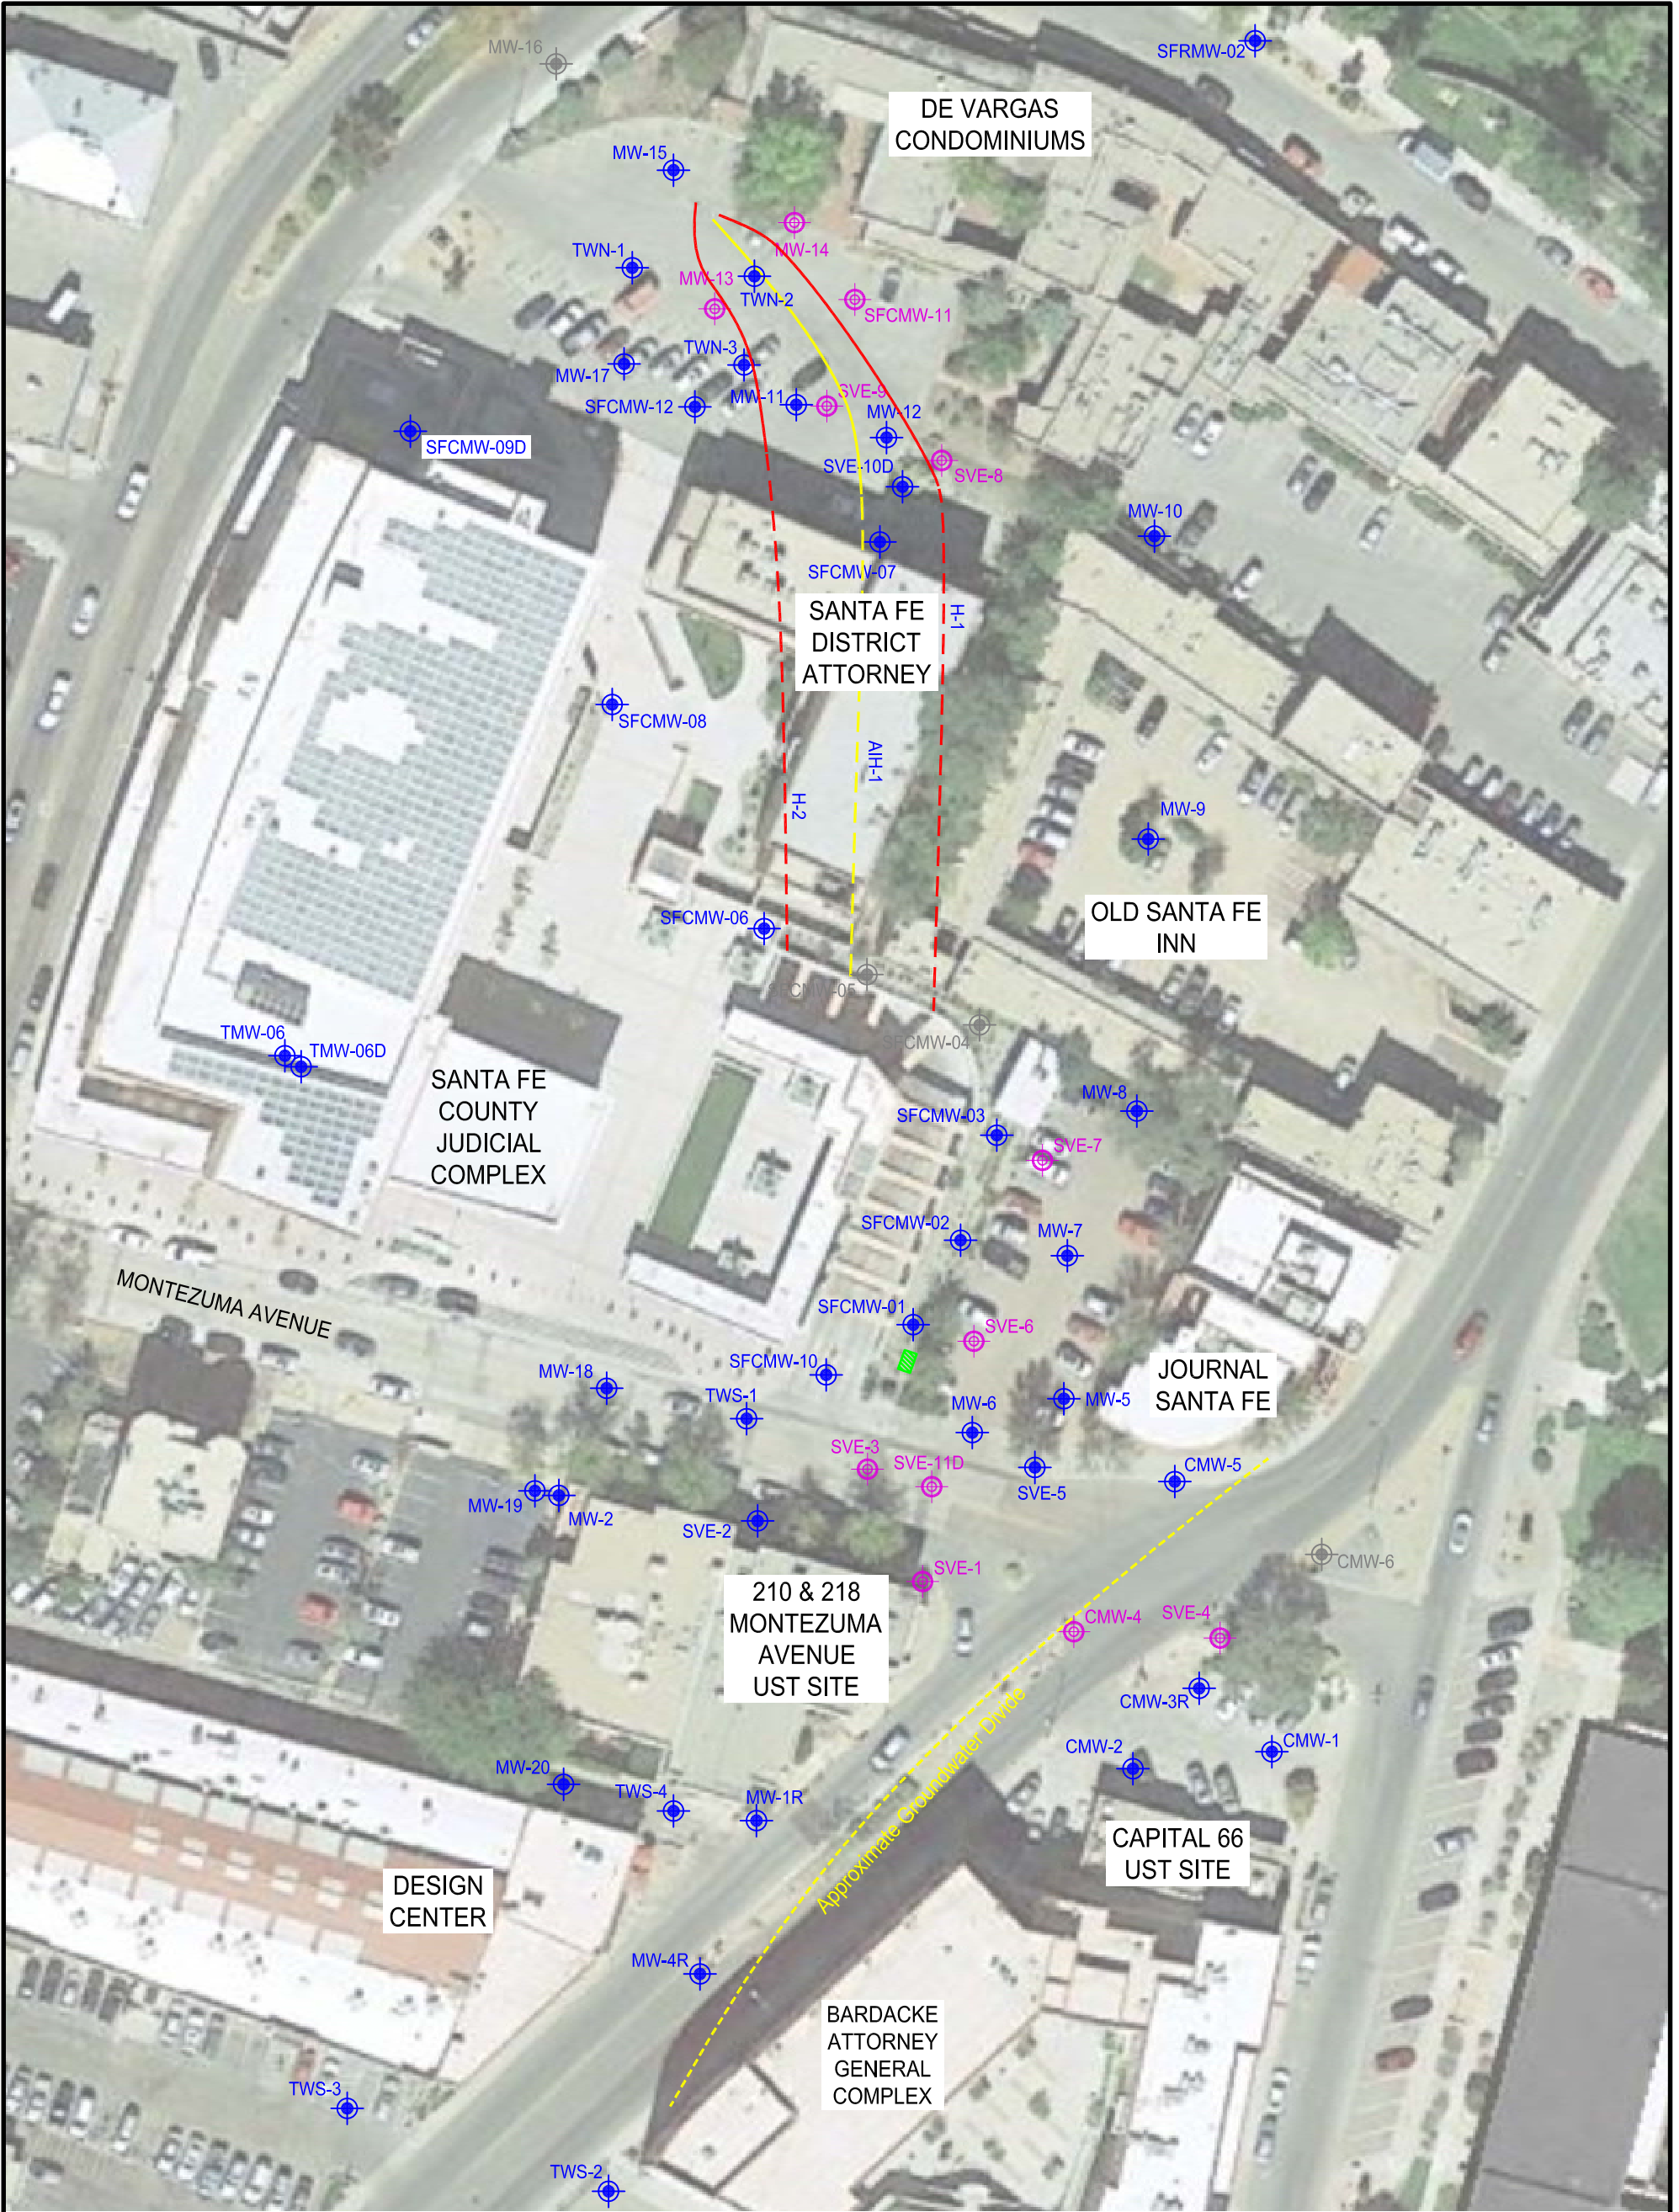 MW-16
SFRMW-02
DE VARGAS
CONDOMINIUMS
MW-15
MW-14
TWN-1
MW-13
TWN-2
SFCMW-11
TWN-3
MW-17
SFCMW-12
MW-11
SVE-9
MW-12
SFCMW-09D
SVE-10D
SVE-8
MW-10
SFCMW-07
SANTA FE
DISTRICT
ATTORNEY
H-1
SFCMW-08
AIH-1
H-2
MW-9
SFCMW-06
OLD SANTA FE
INN
SFCMW-05
SFCMW-04
TMW-06
TMW-06D
SANTA FE
COUNTY
JUDICIAL
COMPLEX
MW-8
SFCMW-03
SVE-7
SFCMW-02
MW-7
MONTEZUMA AVENUE
SFCMW-01
SVE-6
SFCMW-10
MW-18
JOURNAL
SANTA FE
TWS-1
MW-6
MW-5
SVE-3
SVE-11D
SVE-5
CMW-5
MW-19
MW-2
SVE-2
CMW-6
SVE-1
210 & 218
MONTEZUMA
AVENUE
UST SITE
CMW-4
SVE-4
CMW-3R
Approximate Groundwater Divide
CMW-2
CMW-1
MW-20
TWS-4
MW-1R
CAPITAL 66
UST SITE
DESIGN
CENTER
MW-4R
BARDACKE
ATTORNEY
GENERAL
COMPLEX
TWS-3
TWS-2